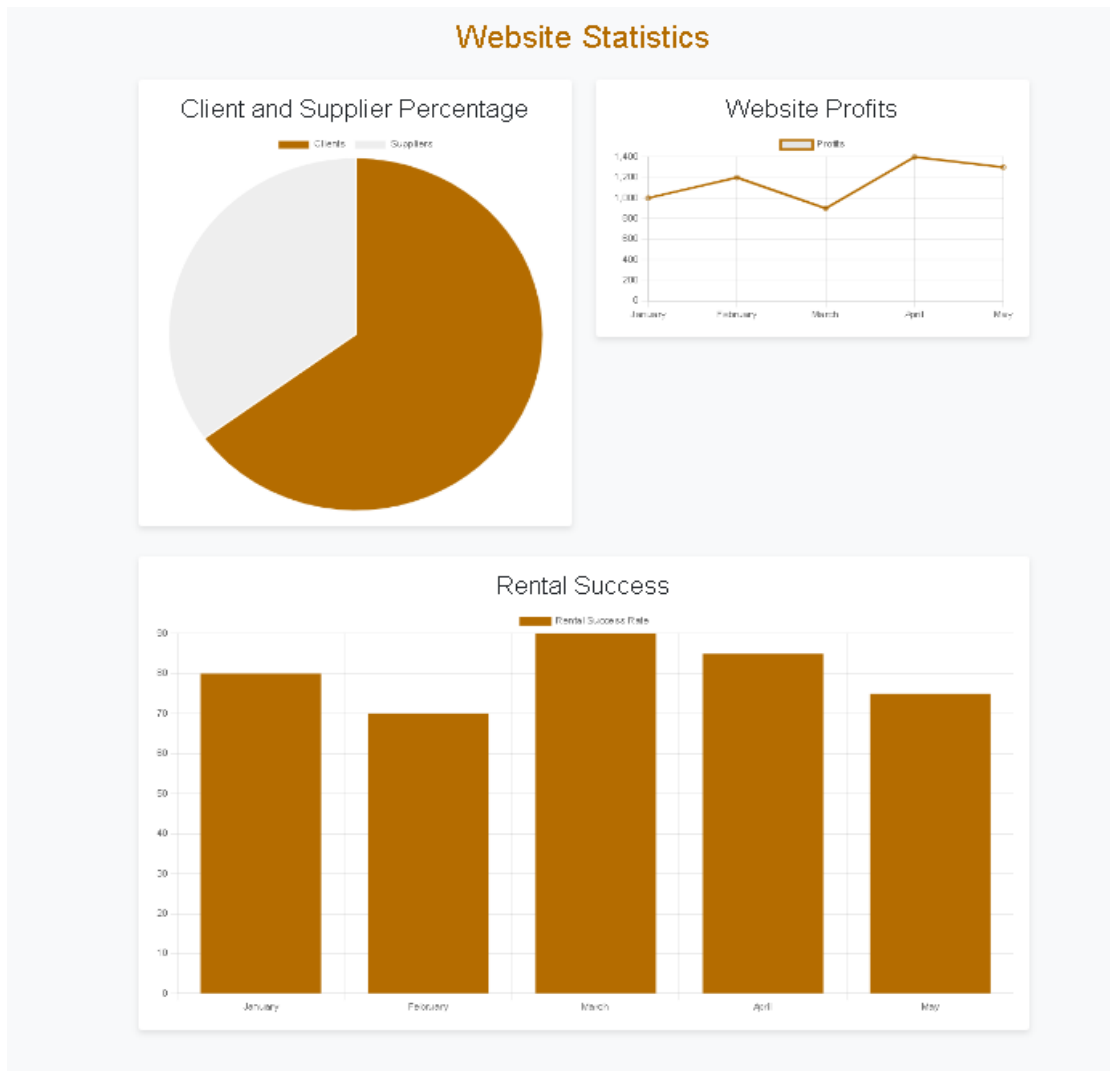 Website Statistics
Client and Supplier Percentage
Clients Suppliers
Website Profits
Profits
1,400
1,200
1,000
800
600
400
200
0
January February March April May
Rental Success
Rental Success Rate
90
80
70
60
50
40
30
20
10
0
January February March April May